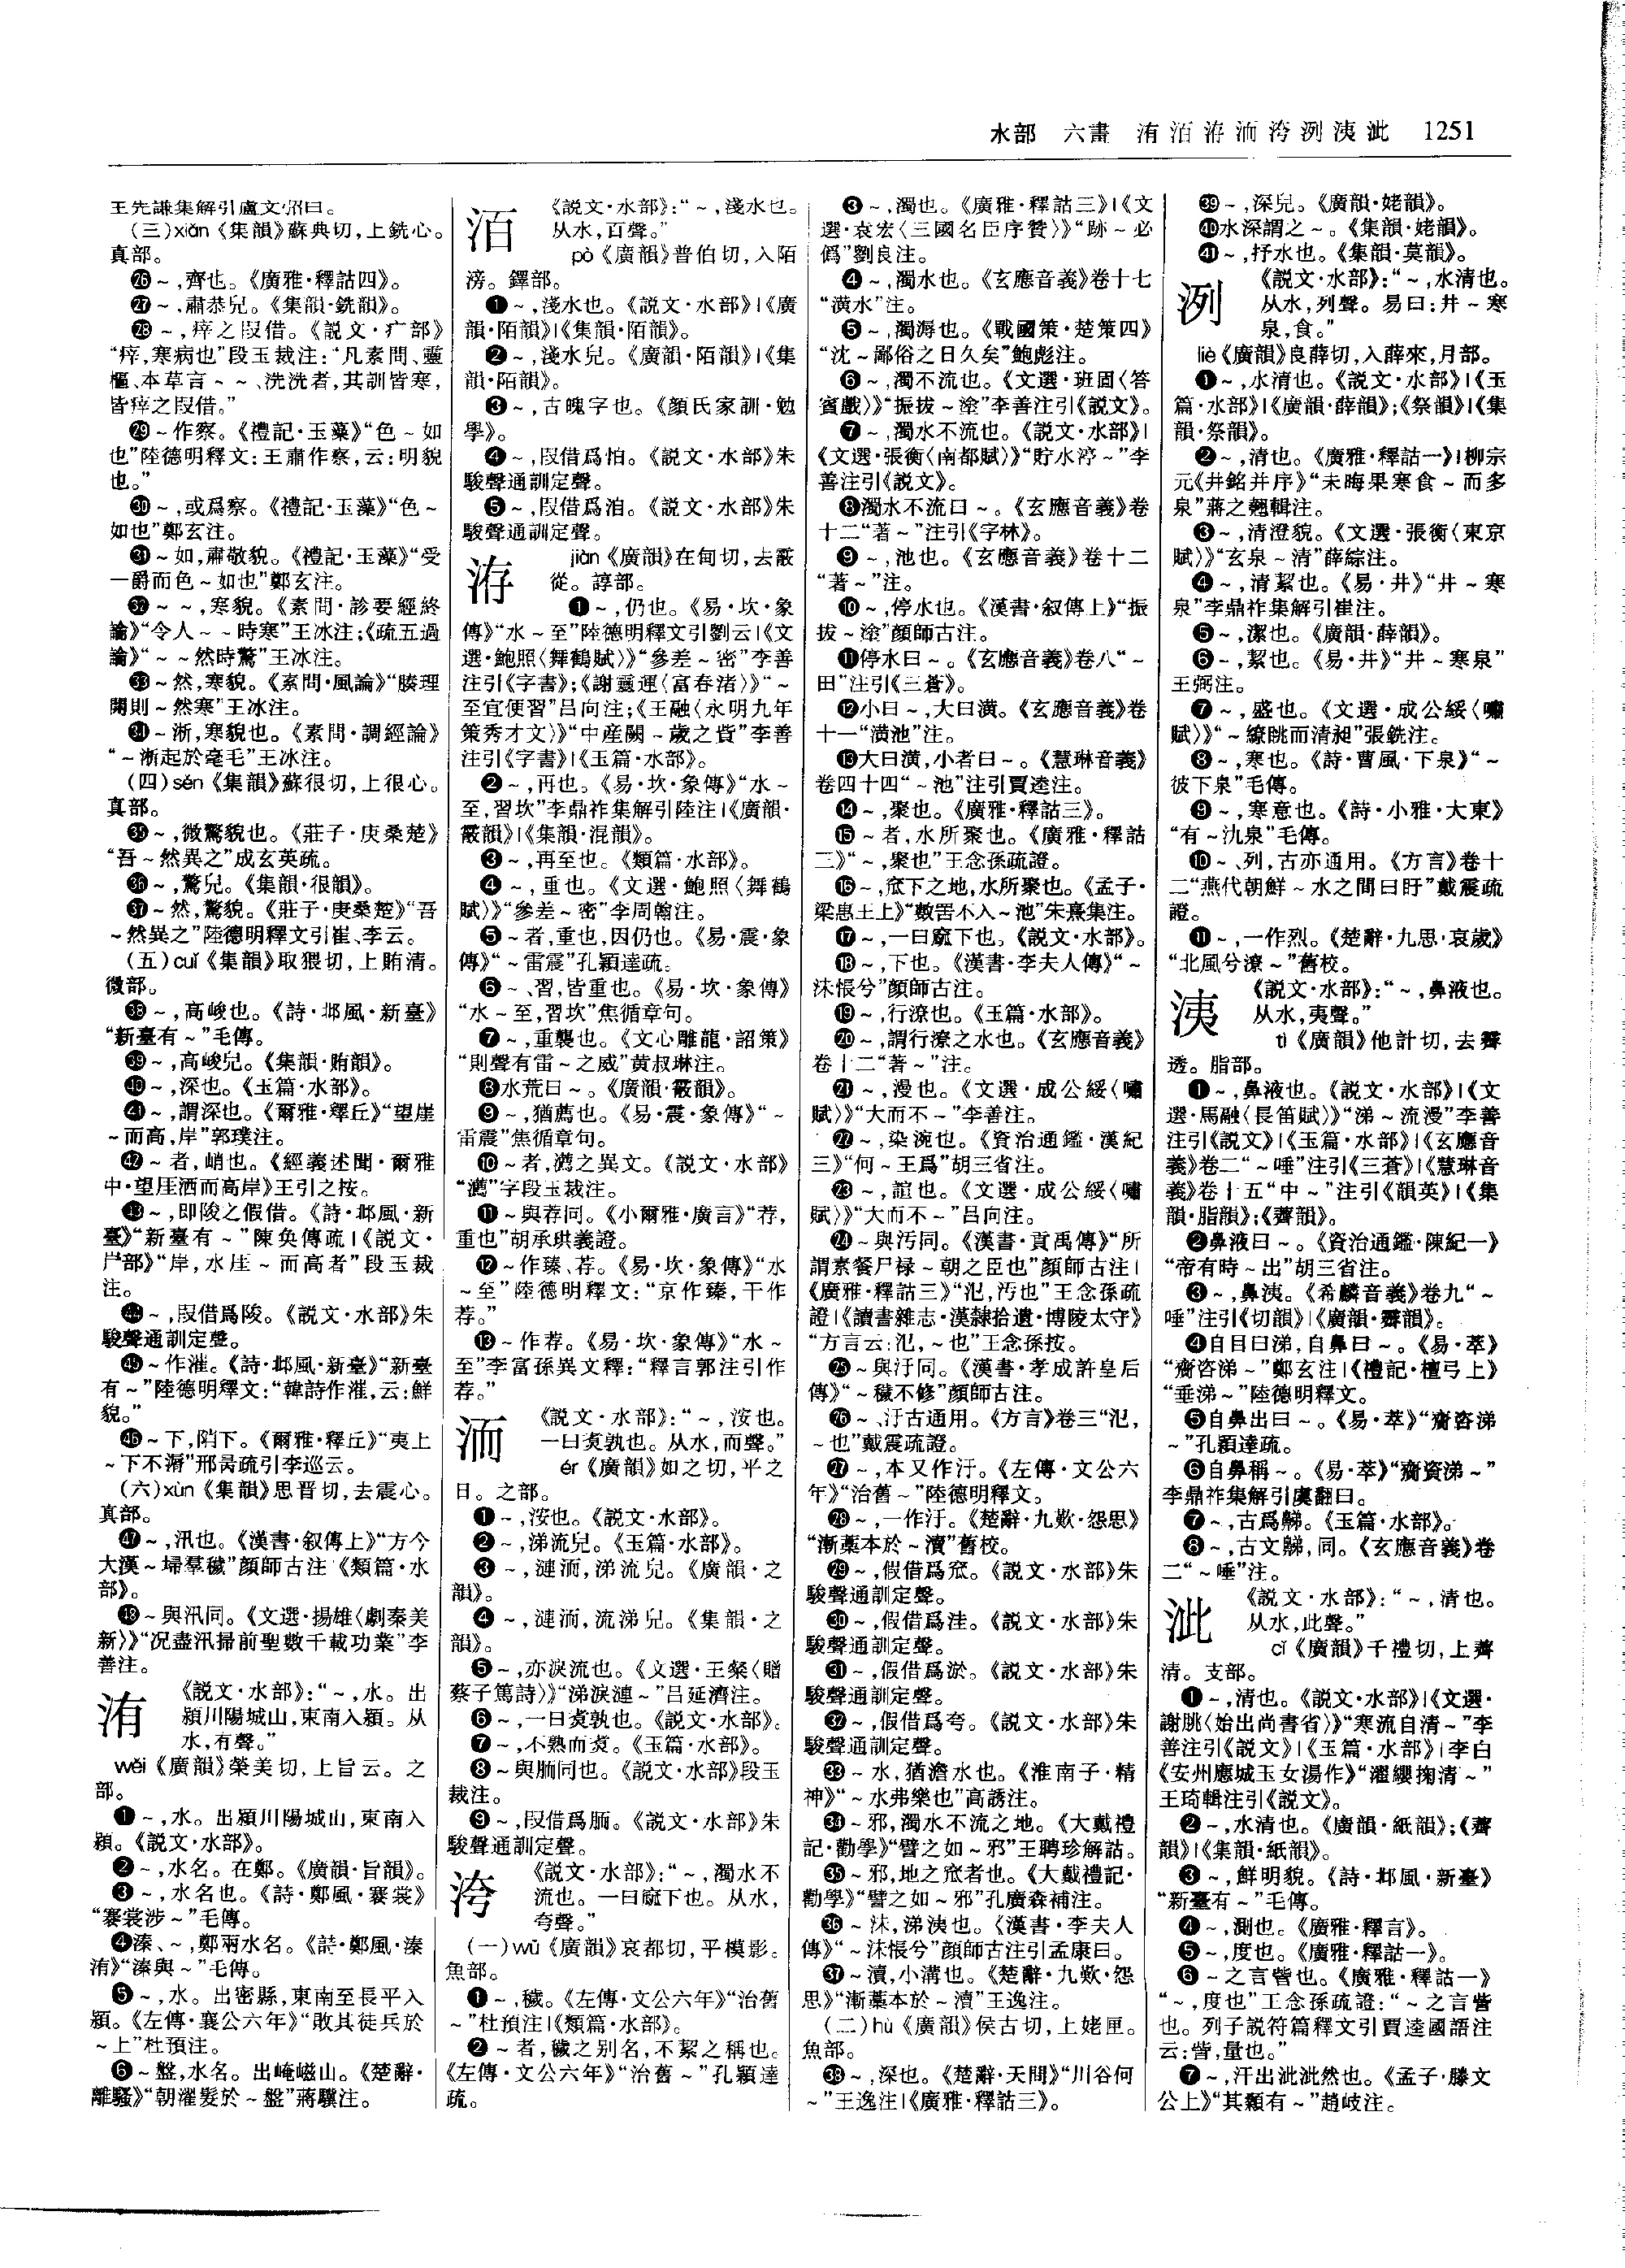 水部　六畫　洧洦洊洏洿洌洟泚　1251
王先謙集解引盧文弨曰。
（三）xiǎn《集韻》蘇典切,上銑心。
真部。
㉖～,齊也。《廣雅·釋詁四》。
㉗～,肅恭皃。《集韻·銑韻》。
㉘～,瘁之叚借。《説文·疒部》
“瘁,寒病也”段玉裁注:“凡素問、靈
樞、本草言～～、洗洗者,其訓皆寒,
皆瘁之叚借。”
㉙～作察。《禮記·玉藻》“色～如
也”陸德明釋文:王肅作察,云:明貌
也。”
㉚～,或爲察。《禮記·玉藻》“色～
如也”鄭玄注。
㉛～如,肅敬貌。《禮記·玉藻》“受
一爵而色～如也”鄭玄注。
㉜～～,寒貌。《素問·診要經終
論》“令人～～時寒”王冰注;《疏五過
論》“～～然時驚”王冰注。
㉝～然,寒貌。《素問·風論》“腠理
開則～然寒”王冰注。
㉞～淅,寒貌也。《素問·調經論》
“～淅起於毫毛”王冰注。
（四）sěn《集韻》蘇很切,上很心。
真部。
㉟～,微驚貌也。《莊子·庚桑楚》
“吾～然異之”成玄英疏。
㊱～,驚皃。《集韻·很韻》。
㊲～然,驚貌。《莊子·庚桑楚》“吾
～然異之”陸德明釋文引崔、李云。
（五）cuǐ《集韻》取猥切,上賄清。
微部。
㊳～,高峻也。《詩·邶風·新臺》
“新臺有～”毛傳。
㊴～,高峻皃。《集韻·賄韻》。
㊵～,深也。《玉篇·水部》。
㊶～,謂深也。《爾雅·釋丘》“望崖
～而高,岸”郭璞注。
㊷～者,峭也。《經義述聞·爾雅
中·望厓洒而高岸》王引之按。
㊸～,即陖之假借。《詩·邶風·新
臺》“新臺有～”陳奐傳疏|《説文·
屵部》“岸,水厓～而高者”段玉裁
注。
㊹～,叚借爲陖。《説文·水部》朱
駿聲通訓定聲。
㊺～作漼。《詩·邶風·新臺》“新臺
有～”陸德明釋文:“韓詩作漼,云:鮮
貌。”
㊻～下,陗下。《爾雅·釋丘》“夷上
～下不漘”邢昺疏引李巡云。
（六）xùn《集韻》思晉切,去震心。
真部。
㊼～,汛也。《漢書·叙傳上》“方今
大漢～埽羣穢”顔師古注《類篇·水
部》。
㊽～與汛同。《文選·揚雄〈劇秦美
新〉》“況盡汛掃前聖數千載功業”李
善注。
洧
《説文·水部》:“～,水。出
潁川陽城山,東南入潁。从
水,有聲。”
wěi《廣韻》榮美切,上旨云。之
部。
❶～,水。出潁川陽城山,東南入
潁。《説文·水部》。
❷～,水名。在鄭。《廣韻·旨韻》。
❸～,水名也。《詩·鄭風·褰裳》
“褰裳涉～”毛傳。
❹溱、～,鄭兩水名。《詩·鄭風·溱
洧》“溱與～”毛傳。
❺～,水。出密縣,東南至長平入
潁。《左傳·襄公六年》“敗其徒兵於
～上”杜預注。
❻～盤,水名。出崦嵫山。《楚辭·
離騷》“朝濯髮於～盤”蔣驥注。
洦
《説文·水部》:“～,淺水也。
从水,百聲。”
pò《廣韻》普伯切,入陌
滂。鐸部。
❶～,淺水也。《説文·水部》|《廣
韻·陌韻》|《集韻·陌韻》。
❷～,淺水皃。《廣韻·陌韻》|《集
韻·陌韻》。
❸～,古魄字也。《顔氏家訓·勉
學》。
❹～,叚借爲怕。《説文·水部》朱
駿聲通訓定聲。
❺～,叚借爲泊。《説文·水部》朱
駿聲通訓定聲。
洊
jiàn《廣韻》在甸切,去霰
從。諄部。
❶～,仍也。《易·坎·象
傳》“水～至”陸德明釋文引劉云|《文
選·鮑照〈舞鶴賦〉》“參差～密”李善
注引《字書》;《謝靈運〈富春渚〉》“～
至宜便習”吕向注;《王融〈永明九年
策秀才文〉》“中産闕～歲之貲”李善
注引《字書》|《玉篇·水部》。
❷～,再也。《易·坎·象傳》“水～
至,習坎”李鼎祚集解引陸注|《廣韻·
霰韻》|《集韻·混韻》。
❸～,再至也。《類篇·水部》。
❹～,重也。《文選·鮑照〈舞鶴
賦〉》“參差～密”李周翰注。
❺～者,重也,因仍也。《易·震·象
傳》“～雷震”孔穎達疏。
❻～、習,皆重也。《易·坎·象傳》
“水～至,習坎”焦循章句。
❼～,重襲也。《文心雕龍·詔策》
“則聲有雷～之威”黄叔琳注。
❽水荒曰～。《廣韻·霰韻》。
❾～,猶薦也。《易·震·象傳》“～
雷震”焦循章句。
❿～者,瀳之異文。《説文·水部》
“瀳”字段玉裁注。
⓫～與荐同。《小爾雅·廣言》“荐,
重也”胡承珙義證。
⓬～作臻、荐。《易·坎·象傳》“水
～至”陸德明釋文:“京作臻,干作
荐。”
⓭～作荐。《易·坎·象傳》“水～
至”李富孫異文釋:“釋言郭注引作
荐。”
洏
《説文·水部》:“～,洝也。
一曰煑孰也。从水,而聲。”
ér《廣韻》如之切,平之
日。之部。
❶～,洝也。《説文·水部》。
❷～,涕流皃。《玉篇·水部》。
❸～,漣洏,涕流皃。《廣韻·之
韻》。
❹～,漣洏,流涕皃。《集韻·之
韻》。
❺～,亦淚流也。《文選·王粲〈贈
蔡子篤詩〉》“涕淚漣～”吕延濟注。
❻～,一曰煑孰也。《説文·水部》。
❼～,不熟而煑。《玉篇·水部》。
❽～與胹同也。《説文·水部》段玉
裁注。
❾～,叚借爲胹。《説文·水部》朱
駿聲通訓定聲。
洿
《説文·水部》:“～,濁水不
流也。一曰窳下也。从水,
夸聲。”
（一）wū《廣韻》哀都切,平模影。
魚部。
❶～,穢。《左傳·文公六年》“治舊
～”杜預注|《類篇·水部》。
❷～者,穢之别名,不絜之稱也。
《左傳·文公六年》“治舊～”孔穎達
疏。
❸～,濁也。《廣雅·釋詁三》|《文
選·袁宏〈三國名臣序贊〉》“跡～必
僞”劉良注。
❹～,濁水也。《玄應音義》卷十七
“潢水”注。
❺～,濁溽也。《戰國策·楚策四》
“沈～鄙俗之日久矣”鮑彪注。
❻～,濁不流也。《文選·班固〈答
賓戲〉》“振拔～塗”李善注引《説文》。
❼～,濁水不流也。《説文·水部》|
《文選·張衡〈南都賦〉》“貯水渟～”李
善注引《説文》。
❽濁水不流曰～。《玄應音義》卷
十二“著～”注引《字林》。
❾～,池也。《玄應音義》卷十二
“著～”注。
❿～,停水也。《漢書·叙傳上》“振
拔～塗”顔師古注。
⓫停水曰～。《玄應音義》卷八“～
田”注引《三蒼》。
⓬小曰～,大曰潢。《玄應音義》卷
十一“潢池”注。
⓭大曰潢,小者曰～。《慧琳音義》
卷四十四“～池”注引賈逵注。
⓮～,聚也。《廣雅·釋詁三》。
⓯～者,水所聚也。《廣雅·釋詁
三》“～,聚也”王念孫疏證。
⓰～,窊下之地,水所聚也。《孟子·
梁惠王上》“數罟不入～池”朱熹集注。
⓱～,一曰窳下也。《説文·水部》。
⓲～,下也。《漢書·李夫人傳》“～
沬悵兮”顔師古注。
⓳～,行潦也。《玉篇·水部》。
⓴～,謂行潦之水也。《玄應音義》
卷十二“著～”注。
㉑～,漫也。《文選·成公綏〈嘯
賦〉》“大而不～”李善注。
㉒～,染涴也。《資治通鑑·漢紀
三》“何～王爲”胡三省注。
㉓～,誼也。《文選·成公綏〈嘯
賦〉》“大而不～”吕向注。
㉔～與汚同。《漢書·貢禹傳》“所
謂素餐尸禄～朝之臣也”顔師古注|
《廣雅·釋詁三》“氾,汚也”王念孫疏
證|《讀書雜志·漢隸拾遺·博陵太守》
“方言云:氾,～也”王念孫按。
㉕～與汙同。《漢書·孝成許皇后
傳》“～穢不修”顔師古注。
㉖～、汙古通用。《方言》卷三“氾,
～也”戴震疏證。
㉗～,本又作汙。《左傳·文公六
年》“治舊～”陸德明釋文。
㉘～,一作汙。《楚辭·九歎·怨思》
“漸藁本於～瀆”舊校。
㉙～,假借爲窊。《説文·水部》朱
駿聲通訓定聲。
㉚～,假借爲洼。《説文·水部》朱
駿聲通訓定聲。
㉛～,假借爲淤。《説文·水部》朱
駿聲通訓定聲。
㉜～,假借爲夸。《説文·水部》朱
駿聲通訓定聲。
㉝～水,猶澹水也。《淮南子·精
神》“～水弗樂也”高誘注。
㉞～邪,濁水不流之地。《大戴禮
記·勸學》“譬之如～邪”王聘珍解詁。
㉟～邪,地之窊者也。《大戴禮記·
勸學》“譬之如～邪”孔廣森補注。
㊱～沬,涕洟也。《漢書·李夫人
傳》“～沬悵兮”顔師古注引孟康曰。
㊲～瀆,小溝也。《楚辭·九歎·怨
思》“漸藁本於～瀆”王逸注。
（二）hù《廣韻》侯古切,上姥匣。
魚部。
㊳～,深也。《楚辭·天問》“川谷何
～”王逸注|《廣雅·釋詁三》。
㊴～,深皃。《廣韻·姥韻》。
㊵水深謂之～。《集韻·姥韻》。
㊶～,抒水也。《集韻·莫韻》。
洌
《説文·水部》:“～,水清也。
从水,列聲。易曰:井～寒
泉,食。”
liè《廣韻》良薛切,入薛來,月部。
❶～,水清也。《説文·水部》|《玉
篇·水部》|《廣韻·薛韻》;《祭韻》|《集
韻·祭韻》。
❷～,清也。《廣雅·釋詁一》|柳宗
元《井銘并序》“未晦果寒食～而多
泉”蔣之翹輯注。
❸～,清澄貌。《文選·張衡〈東京
賦〉》“玄泉～清”薛綜注。
❹～,清絜也。《易·井》“井～寒
泉”李鼎祚集解引崔注。
❺～,潔也。《廣韻·薛韻》。
❻～,絜也。《易·井》“井～寒泉”
王弼注。
❼～,盛也。《文選·成公綏〈嘯
賦〉》“～繚眺而清昶”張銑注。
❽～,寒也。《詩·曹風·下泉》“～
彼下泉”毛傳。
❾～,寒意也。《詩·小雅·大東》
“有～氿泉”毛傳。
❿～、列,古亦通用。《方言》卷十
二“燕代朝鮮～水之間曰盱”戴震疏
證。
⓫～,一作烈。《楚辭·九思·哀歲》
“北風兮潦～”舊校。
洟
《説文·水部》:“～,鼻液也。
从水,夷聲。”
tì《廣韻》他計切,去霽
透。脂部。
❶～,鼻液也。《説文·水部》|《文
選·馬融〈長笛賦〉》“涕～流漫”李善
注引《説文》|《玉篇·水部》|《玄應音
義》卷二“～唾”注引《三蒼》|《慧琳音
義》卷十五“中～”注引《韻英》|《集
韻·脂韻》;《霽韻》。
❷鼻液曰～。《資治通鑑·陳紀一》
“帝有時～出”胡三省注。
❸～,鼻洟。《希麟音義》卷九“～
唾”注引《切韻》|《廣韻·霽韻》。
❹自目曰涕,自鼻曰～。《易·萃》
“齎咨涕～”鄭玄注|《禮記·檀弓上》
“垂涕～”陸德明釋文。
❺自鼻出曰～。《易·萃》“齎咨涕
～”孔穎達疏。
❻自鼻稱～。《易·萃》“齎資涕～”
李鼎祚集解引虞翻曰。
❼～,古爲㣢。《玉篇·水部》。
❽～,古文㣢,同。《玄應音義》卷
二“～唾”注。
泚
《説文·水部》:“～,清也。
从水,此聲。”
cǐ《廣韻》千禮切,上薺
清。支部。
❶～,清也。《説文·水部》|《文選·
謝脁〈始出尚書省〉》“寒流自清～”李
善注引《説文》|《玉篇·水部》|李白
《安州應城玉女湯作》“濯纓掬清～”
王琦輯注引《説文》。
❷～,水清也。《廣韻·紙韻》;《薺
韻》|《集韻·紙韻》。
❸～,鮮明貌。《詩·邶風·新臺》
“新臺有～”毛傳。
❹～,測也。《廣雅·釋言》。
❺～,度也。《廣雅·釋詁一》。
❻～之言訾也。《廣雅·釋詁一》
“～,度也”王念孫疏證:“～之言訾
也。列子説符篇釋文引賈逵國語注
云:訾,量也。”
❼～,汗出泚泚然也。《孟子·滕文
公上》“其顙有～”趙岐注。